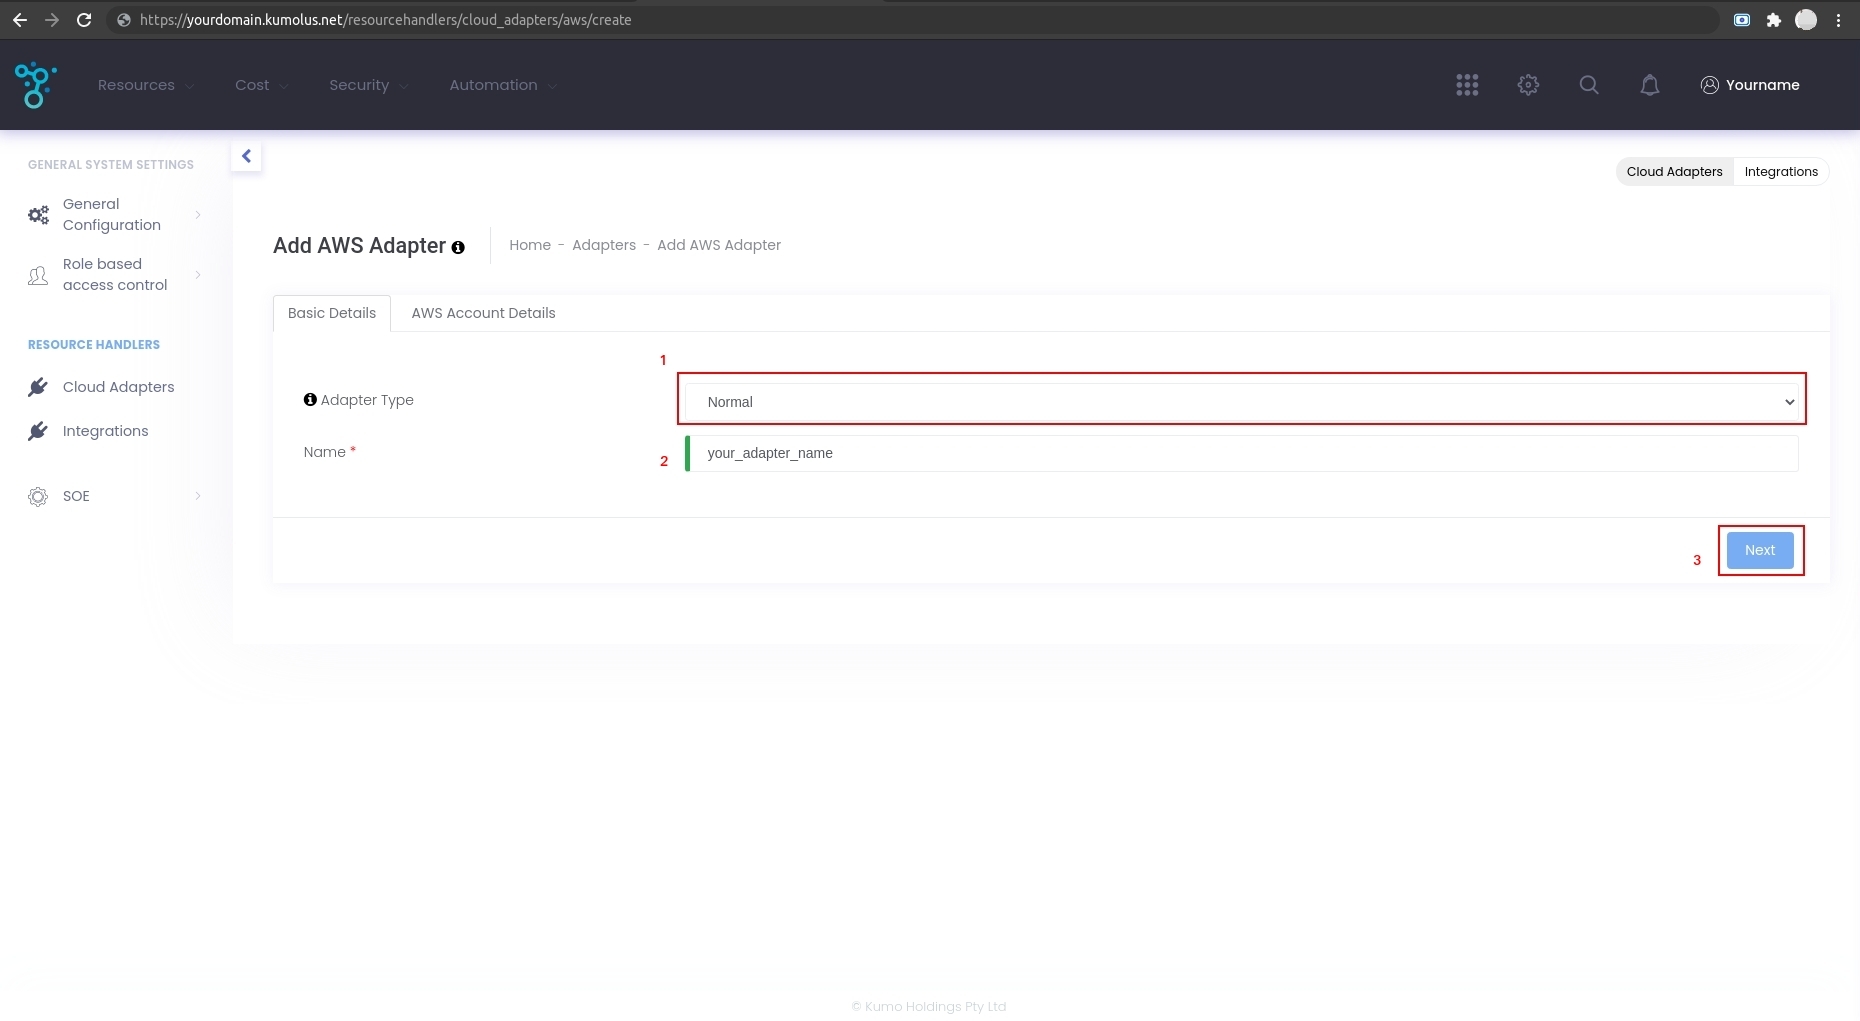 https://yourdomain.kumolus.net/resourcehandlers/cloud_adapters/aws/create
Resources Cost Security Automation Yourname
GENERAL SYSTEM SETTINGS
General
Configuration
Role based
access control
RESOURCE HANDLERS
Cloud Adapters
Integrations
SOE
Cloud Adapters Integrations
Add AWS Adapter Home - Adapters - Add AWS Adapter
Basic Details AWS Account Details
1
Adapter Type Normal
Name * your_adapter_name
2
Next
3
© Kumo Holdings Pty Ltd